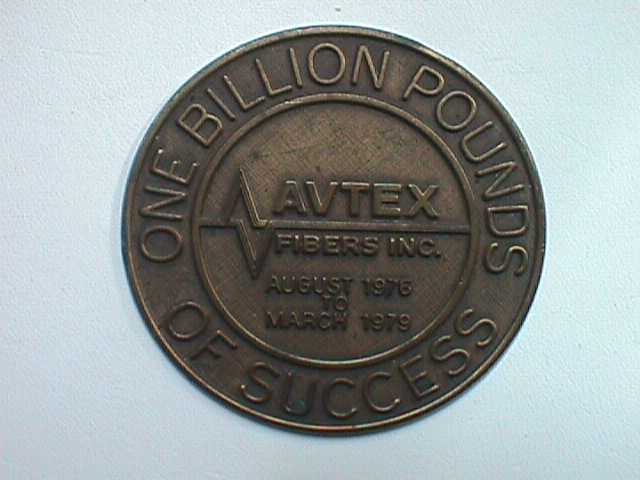 ONE BILLION POUNDS
OF SUCCESS
AVTEX
FIBERS INC.
AUGUST 1976
TO
MARCH 1979